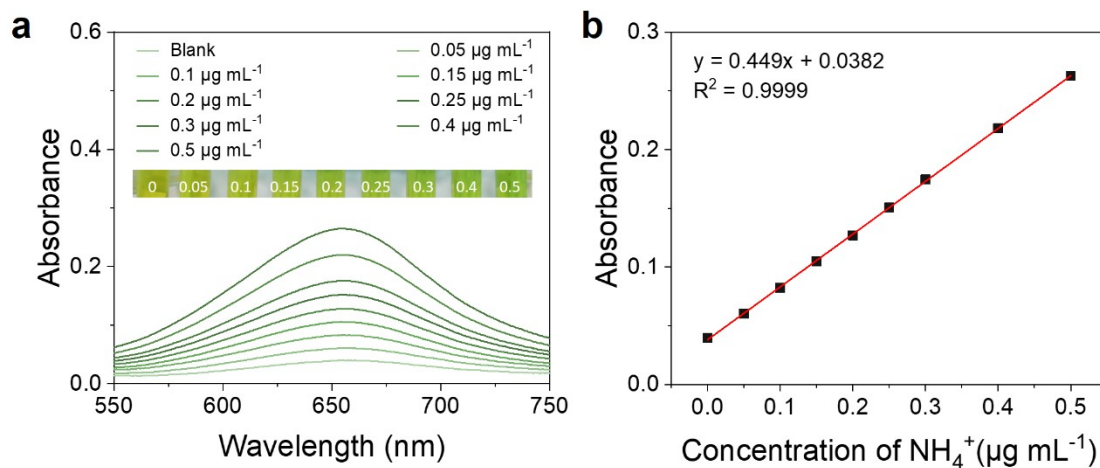 a
0.6
0.4
0.2
0.0
Absorbance
Blank
0.05 µg mL⁻¹
0.1 µg mL⁻¹
0.15 µg mL⁻¹
0.2 µg mL⁻¹
0.25 µg mL⁻¹
0.3 µg mL⁻¹
0.4 µg mL⁻¹
0.5 µg mL⁻¹
0 0.05 0.1 0.15 0.2 0.25 0.3 0.4 0.5
550 600 650 700 750
Wavelength (nm)
b
0.3
0.2
0.1
0.0
Absorbance
y = 0.449x + 0.0382
R² = 0.9999
0.0 0.1 0.2 0.3 0.4 0.5
Concentration of NH₄⁺(µg mL⁻¹)